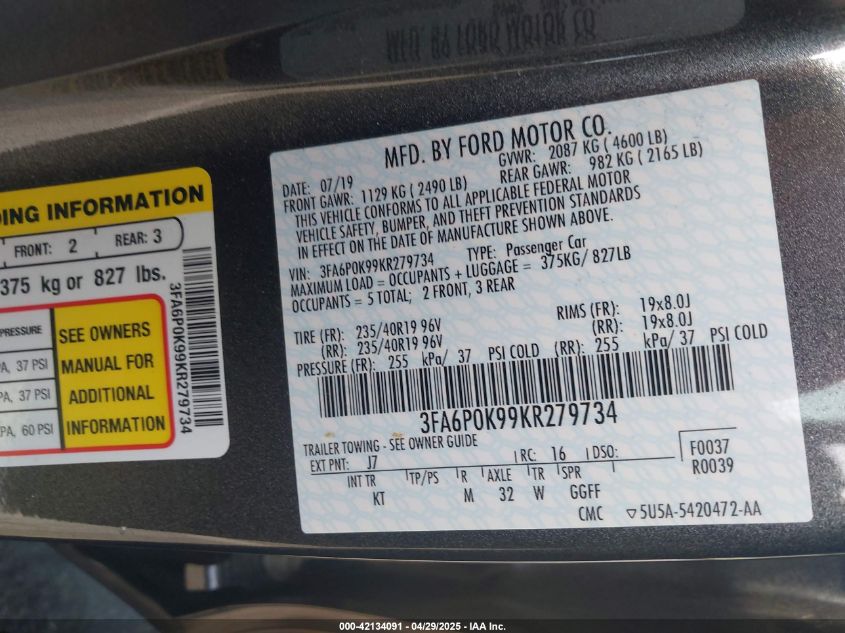 DING INFORMATION
FRONT: 2 REAR: 3
375 kg or 827 lbs.
PRESSURE
PA, 37 PSI
PA, 37 PSI
PA, 60 PSI
SEE OWNERS
MANUAL FOR
ADDITIONAL
INFORMATION
3FA6P0K99KR279734
MFD. BY FORD MOTOR CO.
DATE: 07/19 GVWR: 2087 KG ( 4600 LB)
FRONT GAWR: 1129 KG ( 2490 LB) REAR GAWR: 982 KG ( 2165 LB)
THIS VEHICLE CONFORMS TO ALL APPLICABLE FEDERAL MOTOR
VEHICLE SAFETY, BUMPER, AND THEFT PREVENTION STANDARDS
IN EFFECT ON THE DATE OF MANUFACTURE SHOWN ABOVE.
VIN: 3FA6P0K99KR279734 TYPE: Passenger Car
MAXIMUM LOAD = OCCUPANTS + LUGGAGE = 375KG/ 827LB
OCCUPANTS = 5 TOTAL; 2 FRONT, 3 REAR
TIRE (FR): 235/40R19 96V RIMS (FR): 19x8.0J
(RR): 235/40R19 96V (RR): 19x8.0J
PRESSURE (FR): 255 kPa/ 37 PSI COLD (RR): 255 kPa/ 37 PSI COLD
3FA6P0K99KR279734
TRAILER TOWING - SEE OWNER GUIDE
EXT PNT: J7 RC: 16 DSO: F0037
R0039
INT TR TP/PS R AXLE TR SPR
KT M 32 W GGFF
CMC ▽5U5A-5420472-AA
000-42134091 / 04/29/2025 - IAA Inc.